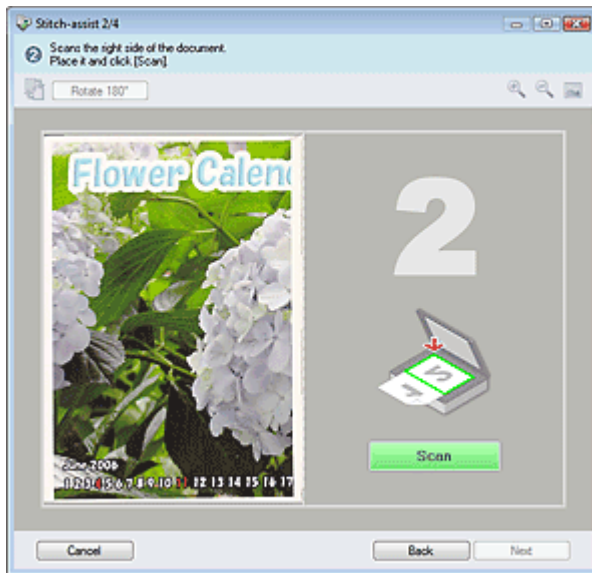 Stitch-assist 2/4
2
Scans the right side of the document.
Place it and click [Scan]
Rotate 180°
Flower Calen
2
June 2006
1 2 3 4 5 6 7 8 9 10 11 12 13 14 15 16 17
Scan
Cancel
Back
Next